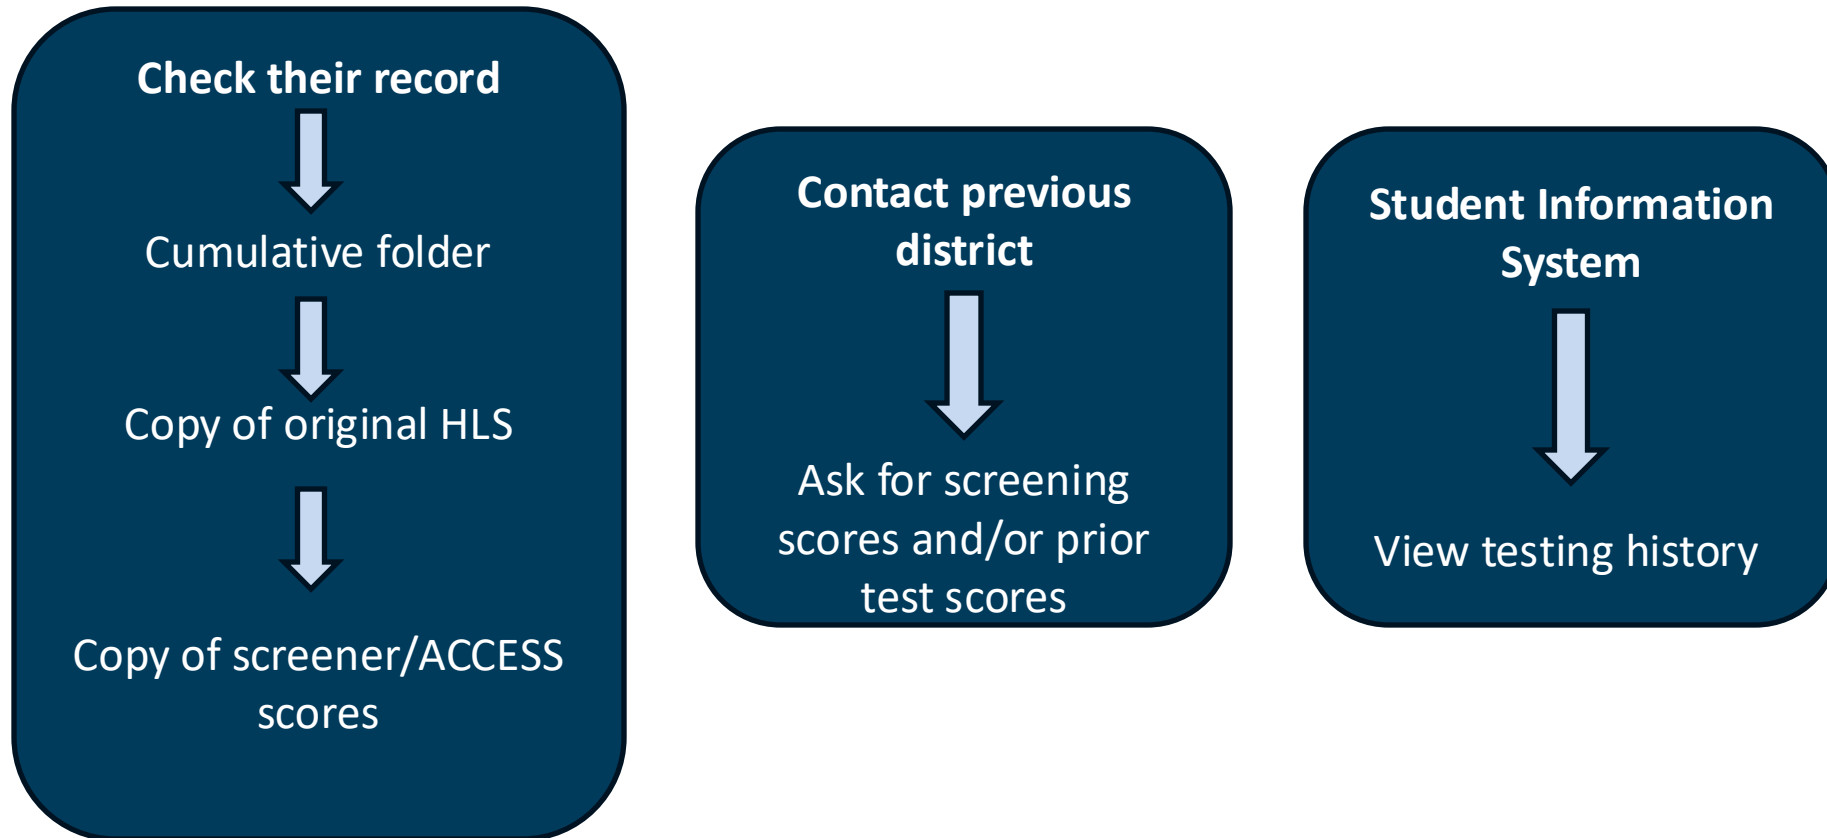 Check their record
Cumulative folder
Copy of original HLS
Copy of screener/ACCESS
scores
Contact previous
district
Ask for screening
scores and/or prior
test scores
Student Information
System
View testing history